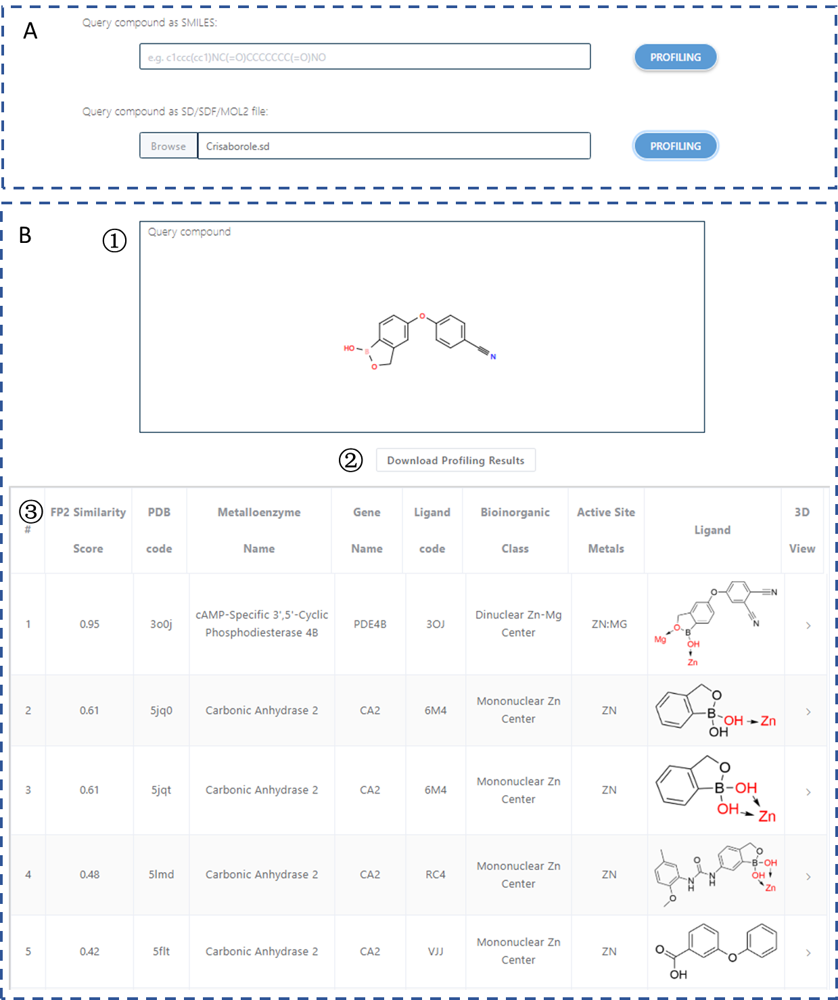 A
Query compound as SMILES:
e.g. c1ccc(cc1)NC(=O)CCCCCCC(=O)NO
PROFILING
Query compound as SD/SDF/MOL2 file:
Browse
Crisaborole.sd
PROFILING
B
①
Query compound
HO
B
O
O
N
②
Download Profiling Results
③
#
FP2 Similarity
Score
PDB
code
Metalloenzyme
Name
Gene
Name
Ligand
code
Bioinorganic
Class
Active Site
Metals
Ligand
3D
View
1
0.95
3o0j
cAMP-Specific 3',5'-Cyclic
Phosphodiesterase 4B
PDE4B
3OJ
Dinuclear Zn-Mg
Center
ZN:MG
O
N
N
O
B
Mg
OH
Zn
>
2
0.61
5jq0
Carbonic Anhydrase 2
CA2
6M4
Mononuclear Zn
Center
ZN
O
B
OH
Zn
OH
>
3
0.61
5jqt
Carbonic Anhydrase 2
CA2
6M4
Mononuclear Zn
Center
ZN
O
B
OH
OH
Zn
>
4
0.48
5lmd
Carbonic Anhydrase 2
CA2
RC4
Mononuclear Zn
Center
ZN
O
O
B
OH
OH
N
H
N
H
Zn
O
>
5
0.42
5flt
Carbonic Anhydrase 2
CA2
VJJ
Mononuclear Zn
Center
ZN
O
O
OH
>